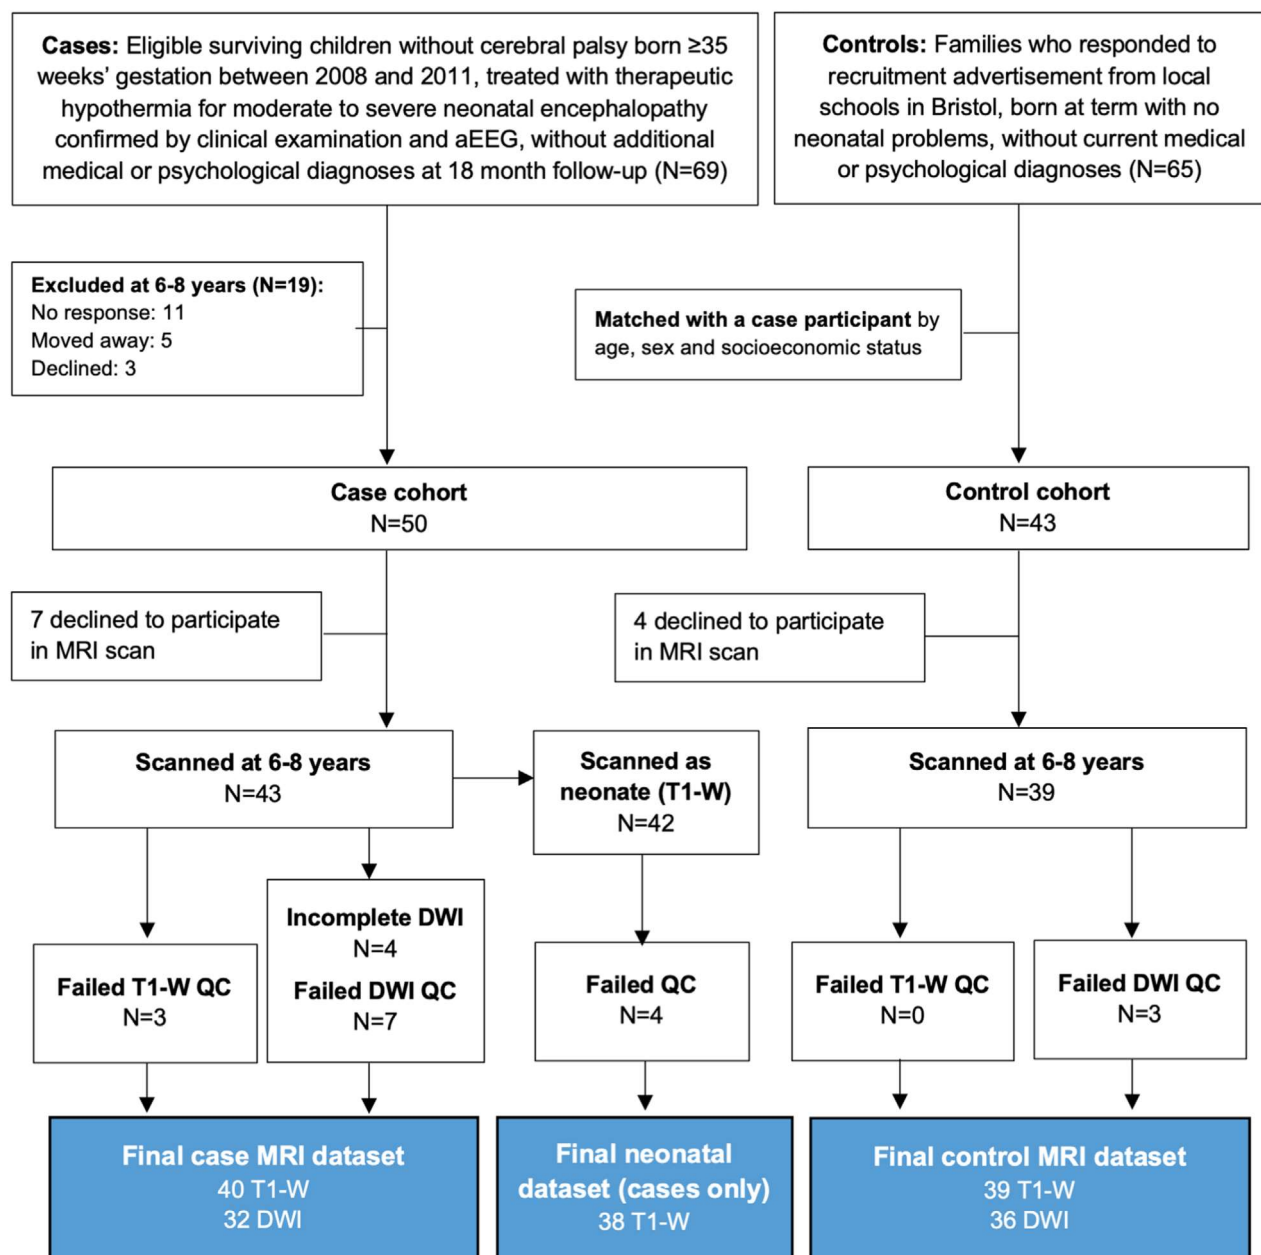 Cases: Eligible surviving children without cerebral palsy born ≥35
weeks' gestation between 2008 and 2011, treated with therapeutic
hypothermia for moderate to severe neonatal encephalopathy
confirmed by clinical examination and aEEG, without additional
medical or psychological diagnoses at 18 month follow-up (N=69)
Controls: Families who responded to
recruitment advertisement from local
schools in Bristol, born at term with no
neonatal problems, without current medical
or psychological diagnoses (N=65)
Excluded at 6-8 years (N=19):
No response: 11
Moved away: 5
Declined: 3
Matched with a case participant by
age, sex and socioeconomic status
Case cohort
N=50
Control cohort
N=43
7 declined to participate
in MRI scan
4 declined to participate
in MRI scan
Scanned at 6-8 years
N=43
Scanned as
neonate (T1-W)
N=42
Scanned at 6-8 years
N=39
Failed T1-W QC
N=3
Incomplete DWI
N=4
Failed DWI QC
N=7
Failed QC
N=4
Failed T1-W QC
N=0
Failed DWI QC
N=3
Final case MRI dataset
40 T1-W
32 DWI
Final neonatal
dataset (cases only)
38 T1-W
Final control MRI dataset
39 T1-W
36 DWI